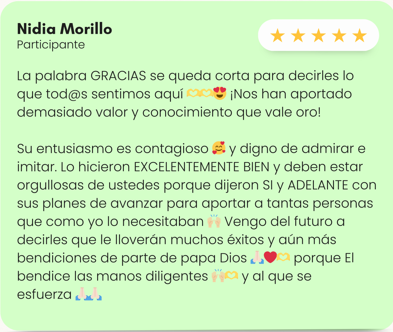 Nidia Morillo
Participante
La palabra GRACIAS se queda corta para decirles lo
que tod@s sentimos aquí 🫶🫶😍 ¡Nos han aportado
demasiado valor y conocimiento que vale oro!
Su entusiasmo es contagioso 🥰 y digno de admirar e
imitar. Lo hicieron EXCELENTEMENTE BIEN y deben estar
orgullosas de ustedes porque dijeron SI y ADELANTE con
sus planes de avanzar para aportar a tantas personas
que como yo lo necesitaban 🙌🏻 Vengo del futuro a
decirles que le lloverán muchos éxitos y aún más
bendiciones de parte de papa Dios 🙏🏻❤️🫶 porque El
bendice las manos diligentes 🙌🏻🫶 y al que se
esfuerza 🙏🏻🙏🏻